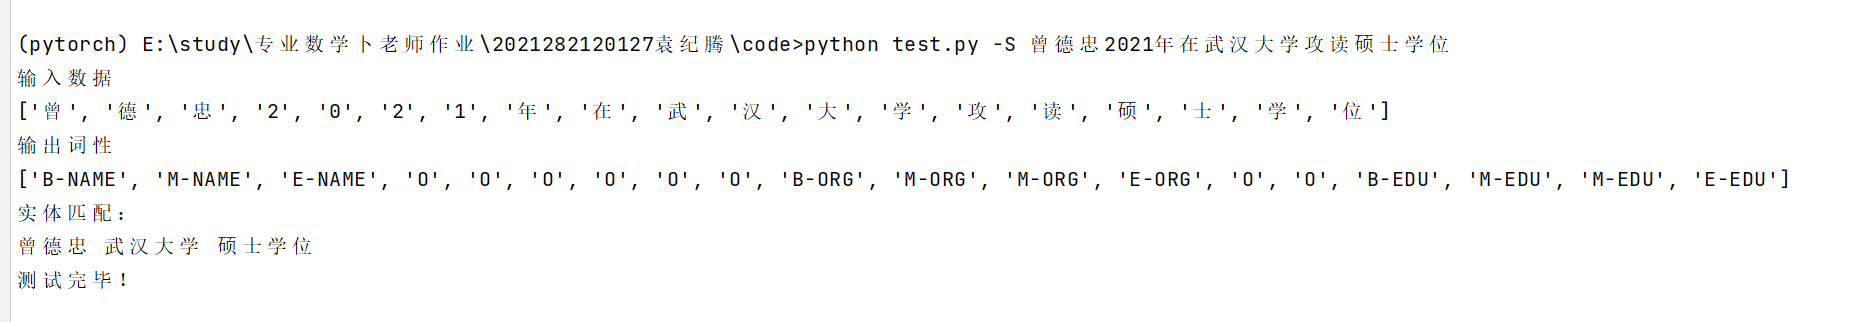 (pytorch) E:\study\专业数学卜老师作业\2021282120127袁纪腾\code>python test.py -S 曾德忠2021年在武汉大学攻读硕士学位
输入数据
['曾', '德', '忠', '2', '0', '2', '1', '年', '在', '武', '汉', '大', '学', '攻', '读', '硕', '士', '学', '位']
输出词性
['B-NAME', 'M-NAME', 'E-NAME', 'O', 'O', 'O', 'O', 'O', 'O', 'B-ORG', 'M-ORG', 'M-ORG', 'E-ORG', 'O', 'O', 'B-EDU', 'M-EDU', 'M-EDU', 'E-EDU']
实体匹配：
曾德忠 武汉大学 硕士学位
测试完毕！